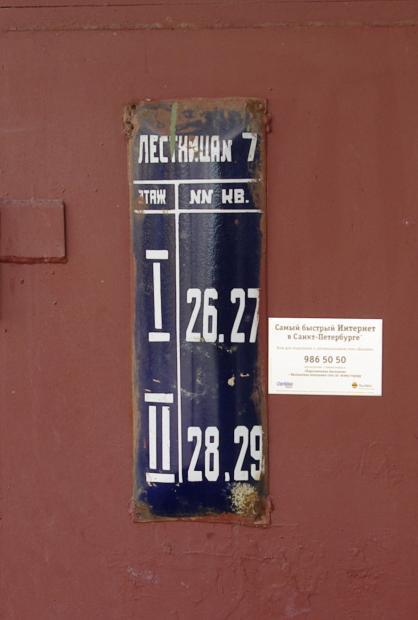 ЛЕСТНИЦА N 7
ЭТАЖ NN КВ.
I 26.27
II 28.29
Самый быстрый Интернет
в Санкт-Петербурге
986 50 50